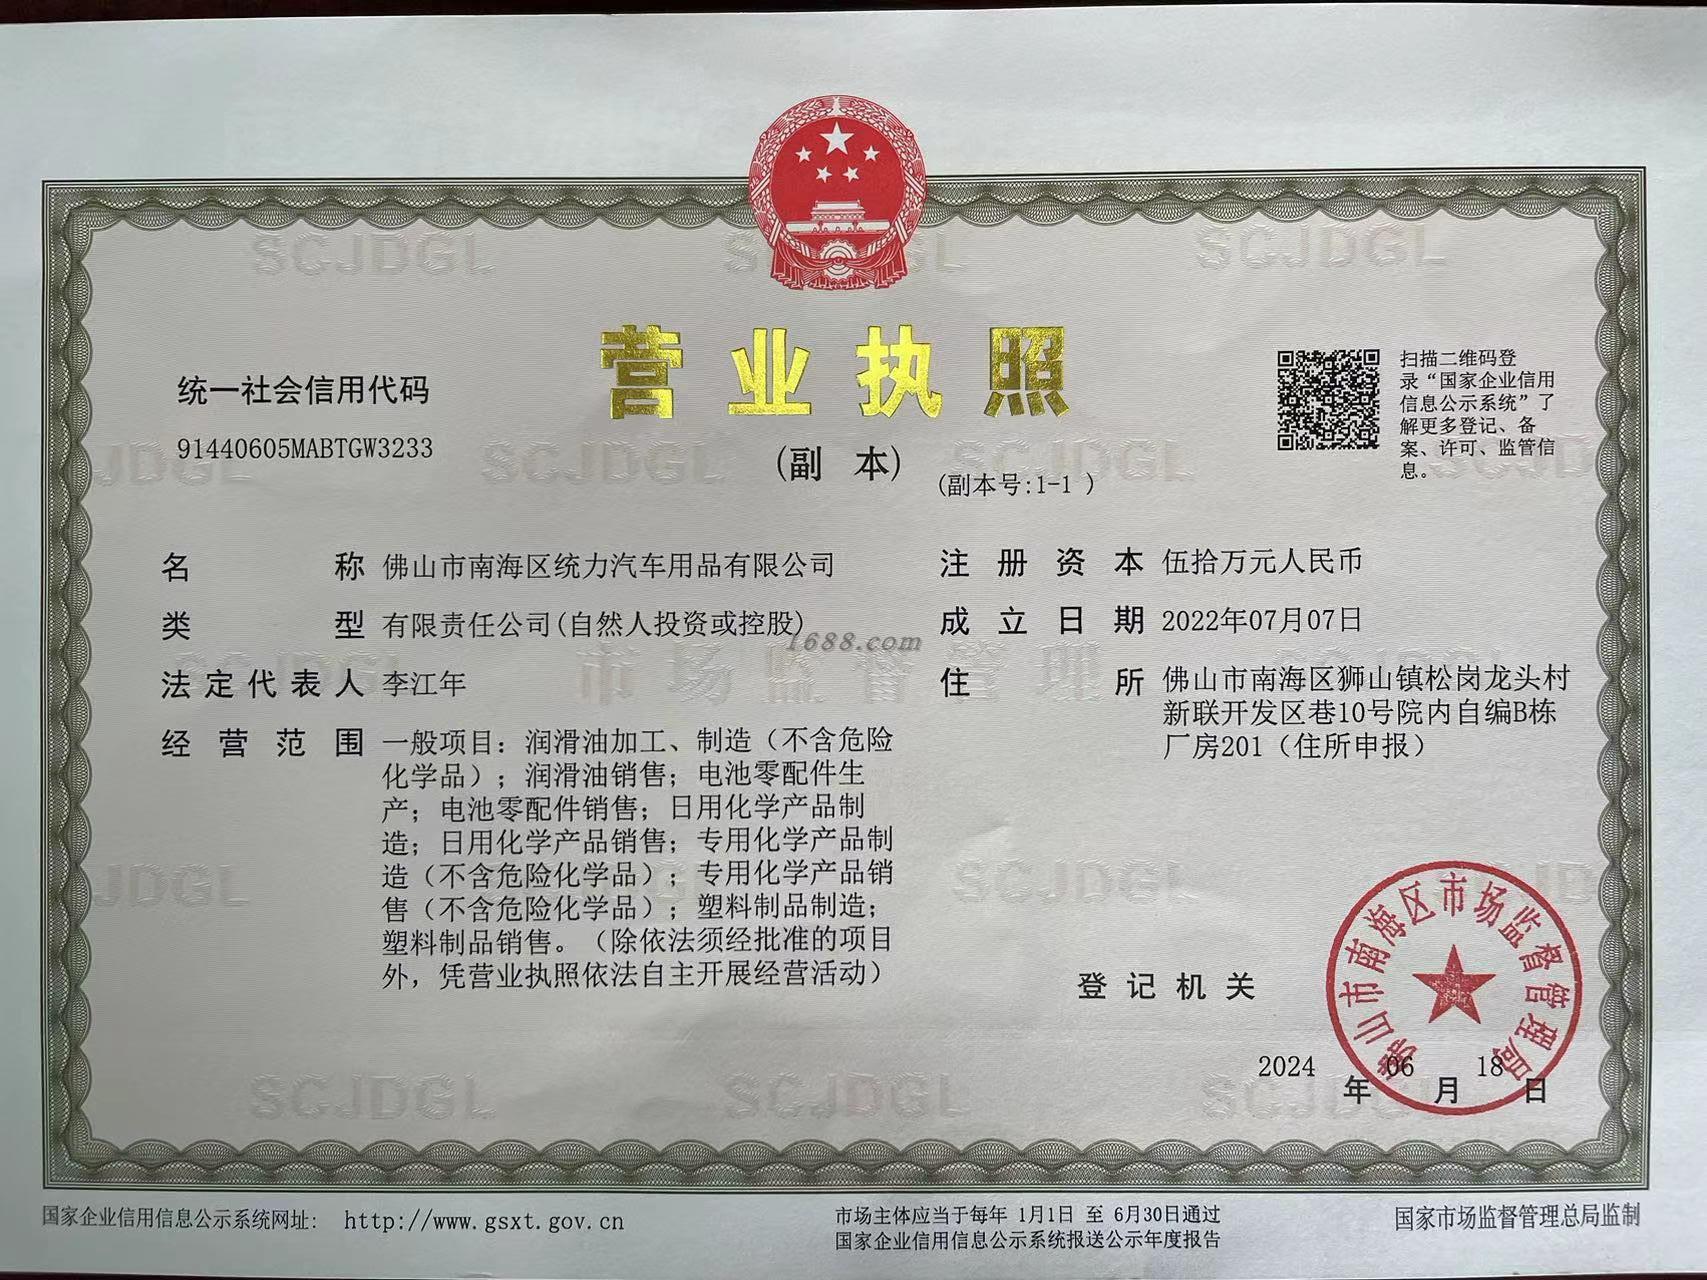 营业执照
(副 本)
(副本号:1-1 )
统一社会信用代码
91440605MABTGW3233
扫描二维码登
录“国家企业信用
信息公示系统”了
解更多登记、备
案、许可、监管信
息。
名 称 佛山市南海区统力汽车用品有限公司
类 型 有限责任公司(自然人投资或控股)
法定代表人 李江年
经营范围 一般项目：润滑油加工、制造（不含危险
化学品）；润滑油销售；电池零配件生
产；电池零配件销售；日用化学产品制
造；日用化学产品销售；专用化学产品制
造（不含危险化学品）；专用化学产品销
售（不含危险化学品）；塑料制品制造；
塑料制品销售。（除依法须经批准的项目
外，凭营业执照依法自主开展经营活动）
注册资本 伍拾万元人民币
成立日期 2022年07月07日
住 所 佛山市南海区狮山镇松岗龙头村
新联开发区巷10号院内自编B栋
厂房201（住所申报）
1688.com
SCJDGL
市场监督管理
登记机关
佛山市南海区市场监督管理局
2024 年 06 月 18 日
国家企业信用信息公示系统网址: http://www.gsxt.gov.cn
市场主体应当于每年 1月1日 至 6月30日通过
国家企业信用信息公示系统报送公示年度报告
国家市场监督管理总局监制